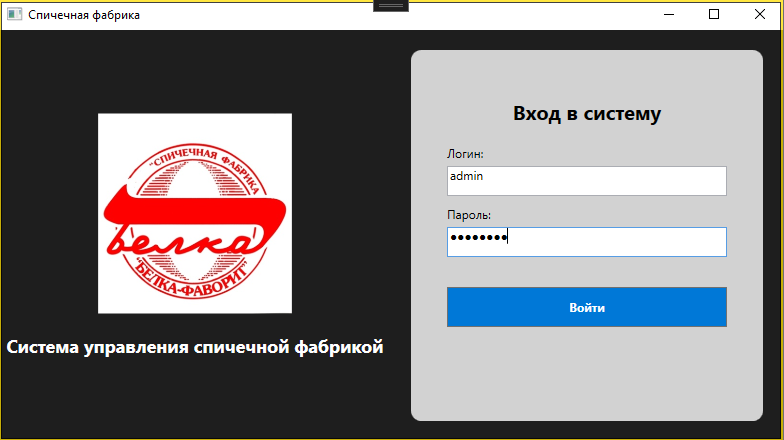 Спичечная фабрика
"СПИЧЕЧНАЯ ФАБРИКА
белка
"БЕЛКА-ФАВОРИТ"
Система управления спичечной фабрикой
Вход в систему
Логин:
admin
Пароль:
●●●●●●●●
Войти